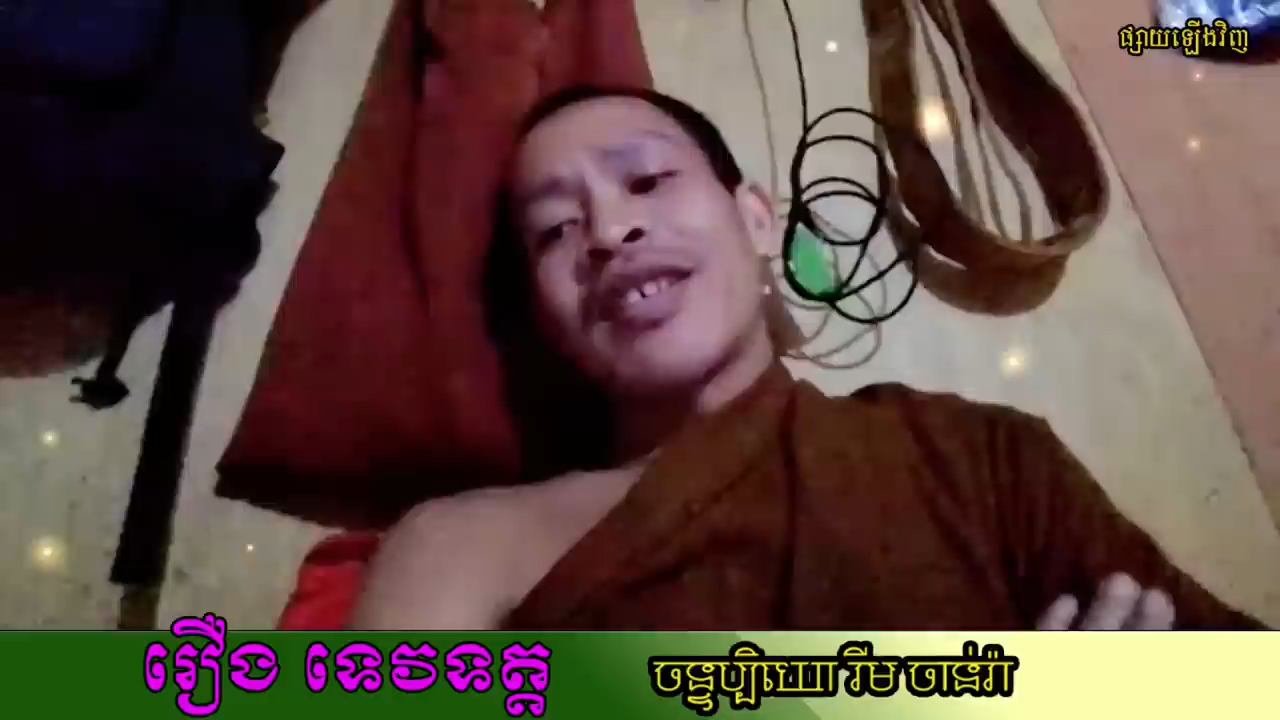 ផ្សាយឡើងវិញ
រឿង ទេវទត្ត
ចន្ទប្បិយោ រីម ចាន់រ៉ា